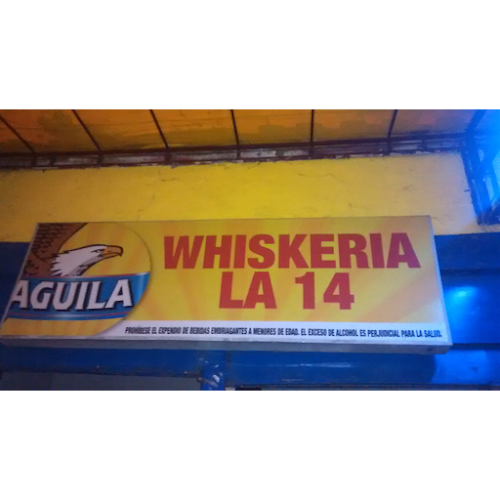 AGUILA
WHISKERIA
LA 14
PROHÍBESE EL EXPENDIO DE BEBIDAS EMBRIAGANTES A MENORES DE EDAD. EL EXCESO DE ALCOHOL ES PERJUDICIAL PARA LA SALUD.